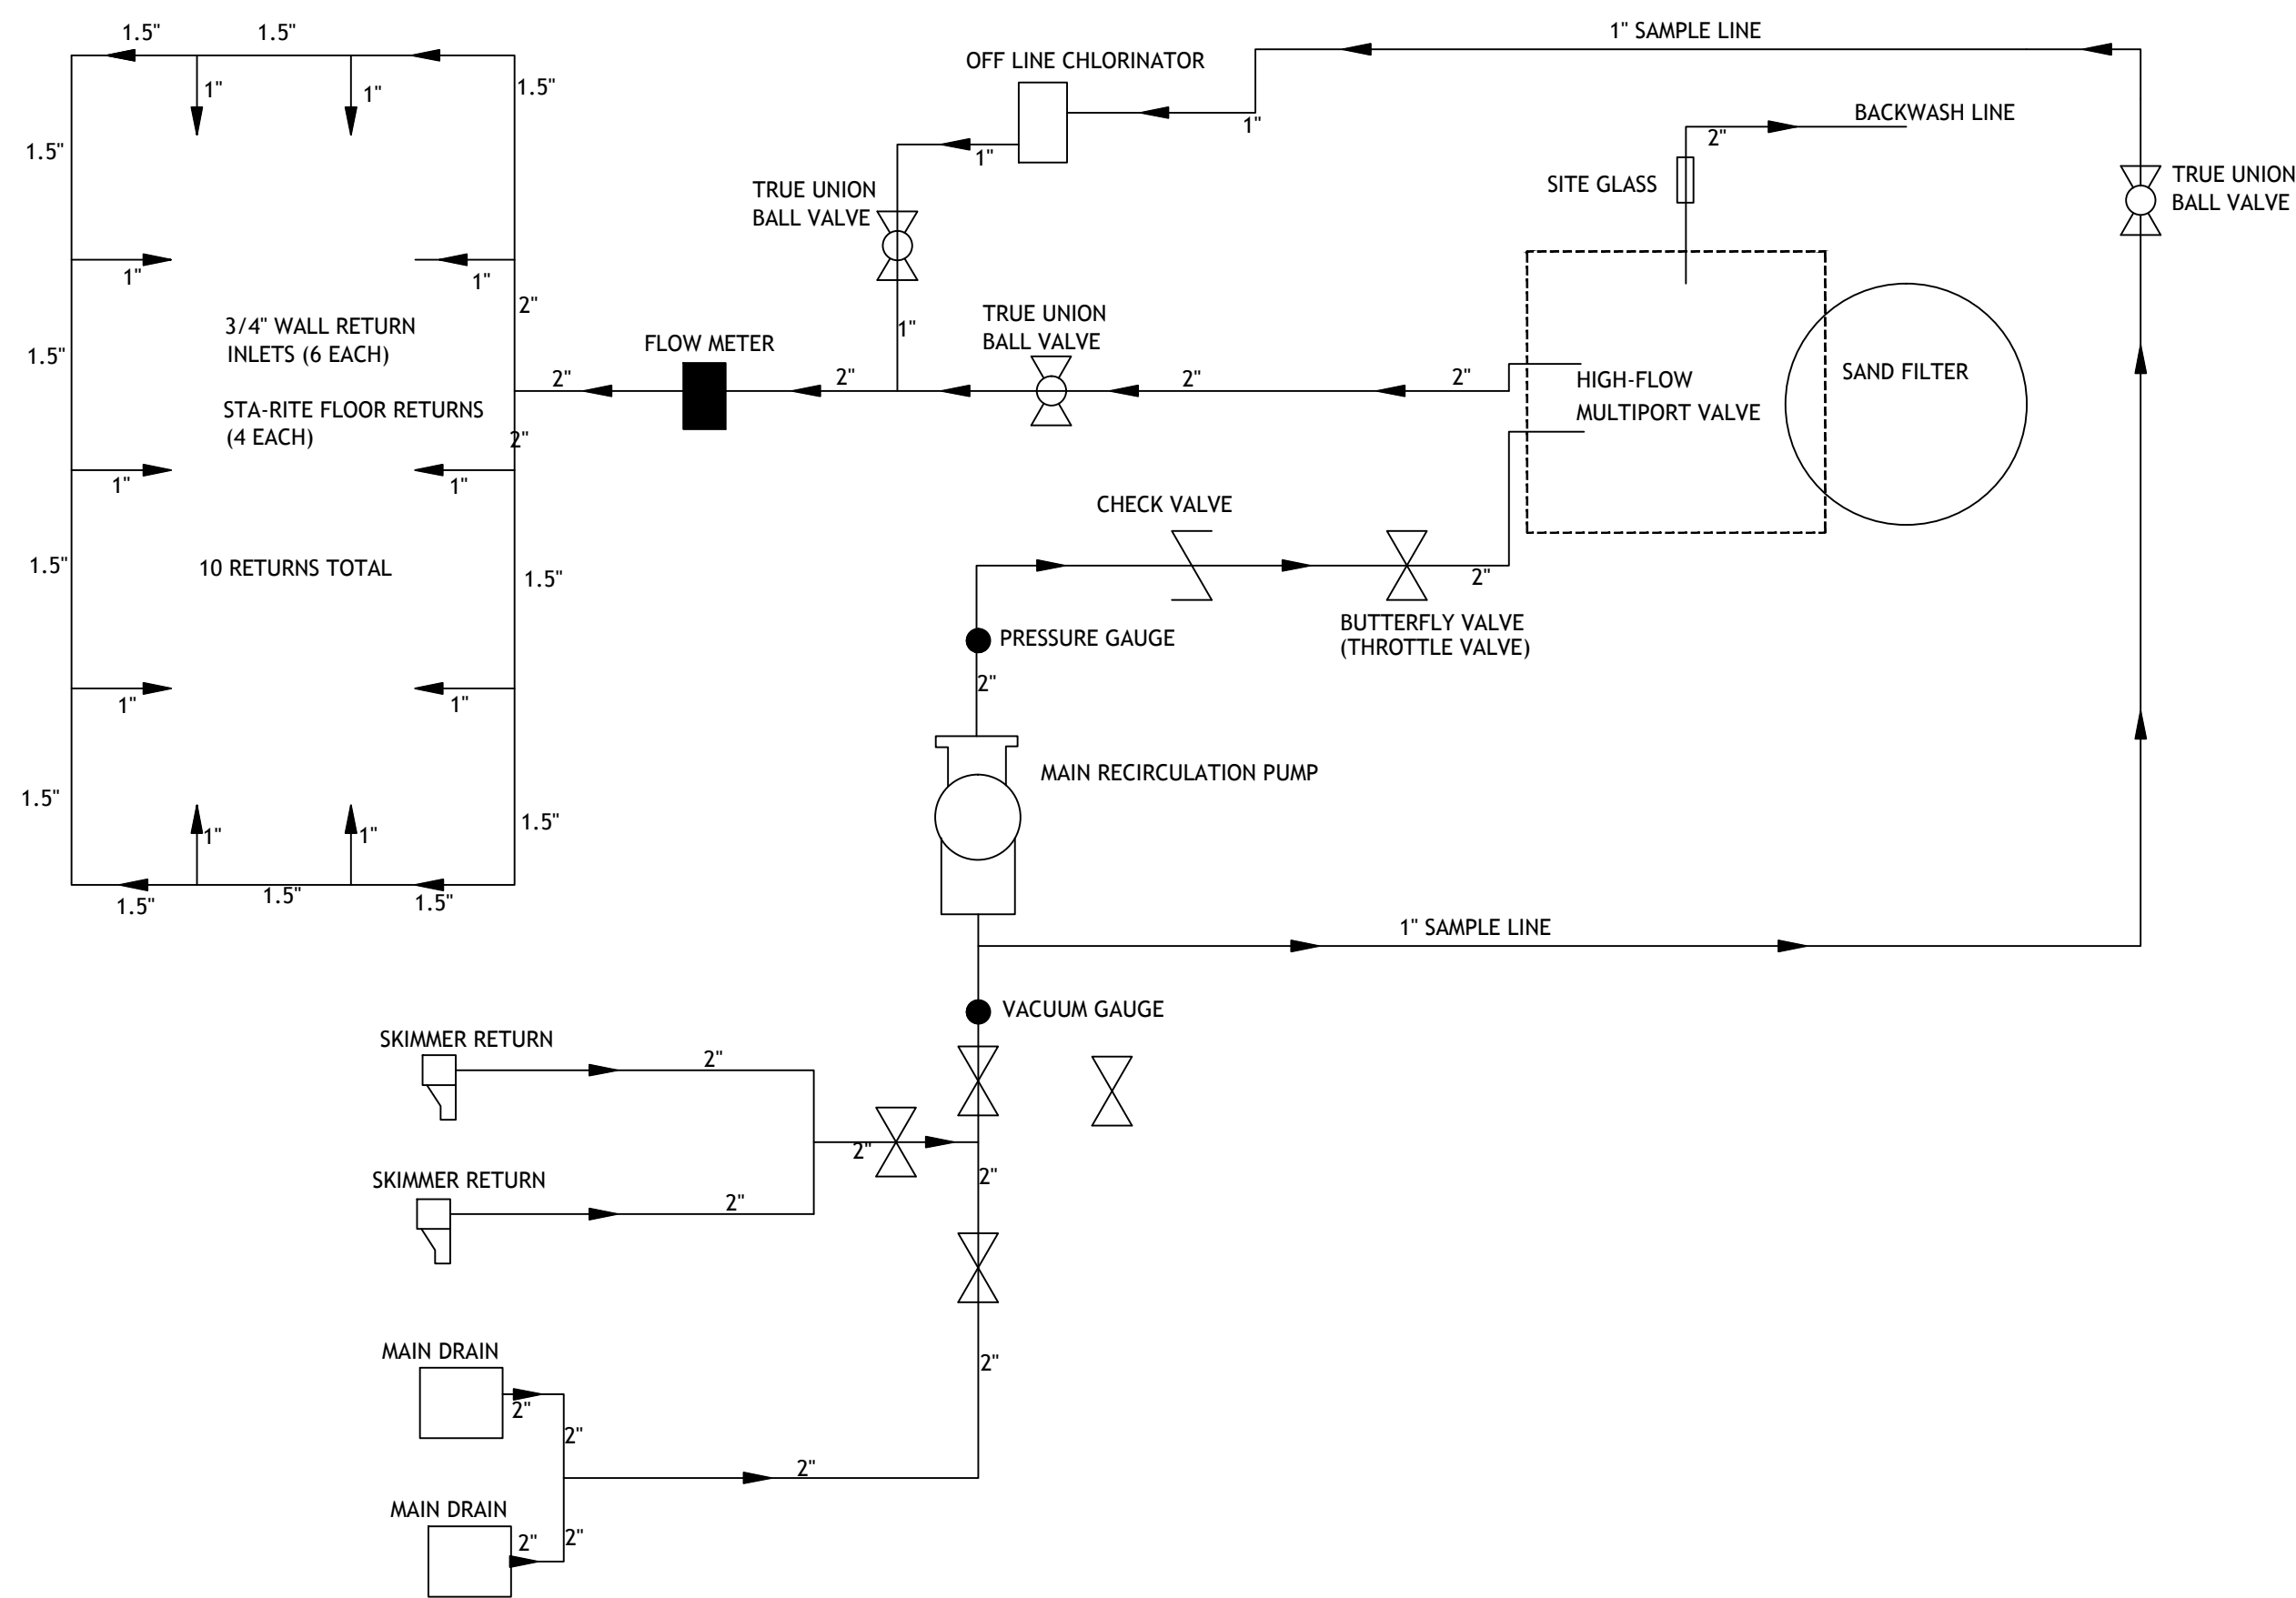 1.5"
1.5"
1" SAMPLE LINE
OFF LINE CHLORINATOR
1.5"
1"
1"
BACKWASH LINE
1"
2"
1.5"
1"
TRUE UNION
BALL VALVE
SITE GLASS
TRUE UNION
BALL VALVE
1"
1"
2"
3/4" WALL RETURN
INLETS (6 EACH)
1"
TRUE UNION
BALL VALVE
FLOW METER
1.5"
2"
2"
2"
2"
HIGH-FLOW
MULTIPORT VALVE
SAND FILTER
STA-RITE FLOOR RETURNS
(4 EACH)
2"
1"
1"
CHECK VALVE
1.5"
10 RETURNS TOTAL
1.5"
2"
BUTTERFLY VALVE
(THROTTLE VALVE)
PRESSURE GAUGE
2"
1"
1"
MAIN RECIRCULATION PUMP
1.5"
1"
1"
1.5"
1.5"
1.5"
1.5"
1" SAMPLE LINE
VACUUM GAUGE
SKIMMER RETURN
2"
2"
2"
SKIMMER RETURN
2"
MAIN DRAIN
2"
2"
2"
2"
MAIN DRAIN
2"
2"